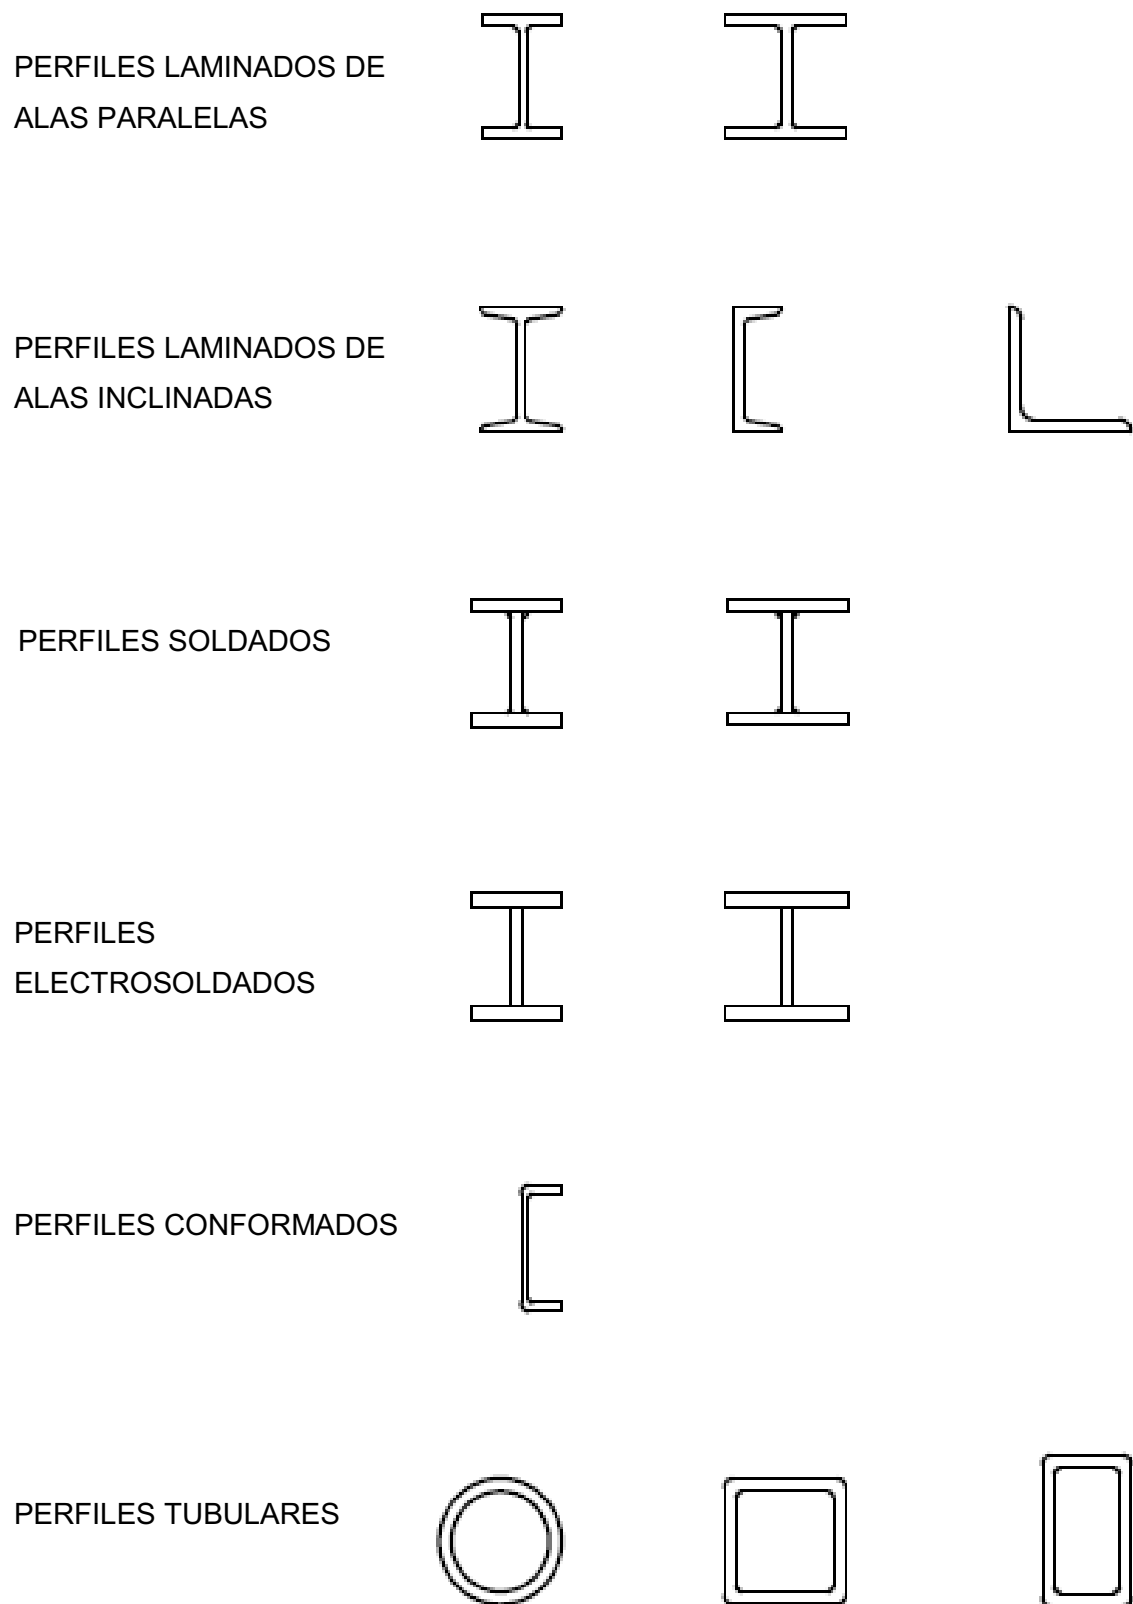 PERFILES LAMINADOS DE
ALAS PARALELAS
PERFILES LAMINADOS DE
ALAS INCLINADAS
PERFILES SOLDADOS
PERFILES
ELECTROSOLDADOS
PERFILES CONFORMADOS
PERFILES TUBULARES